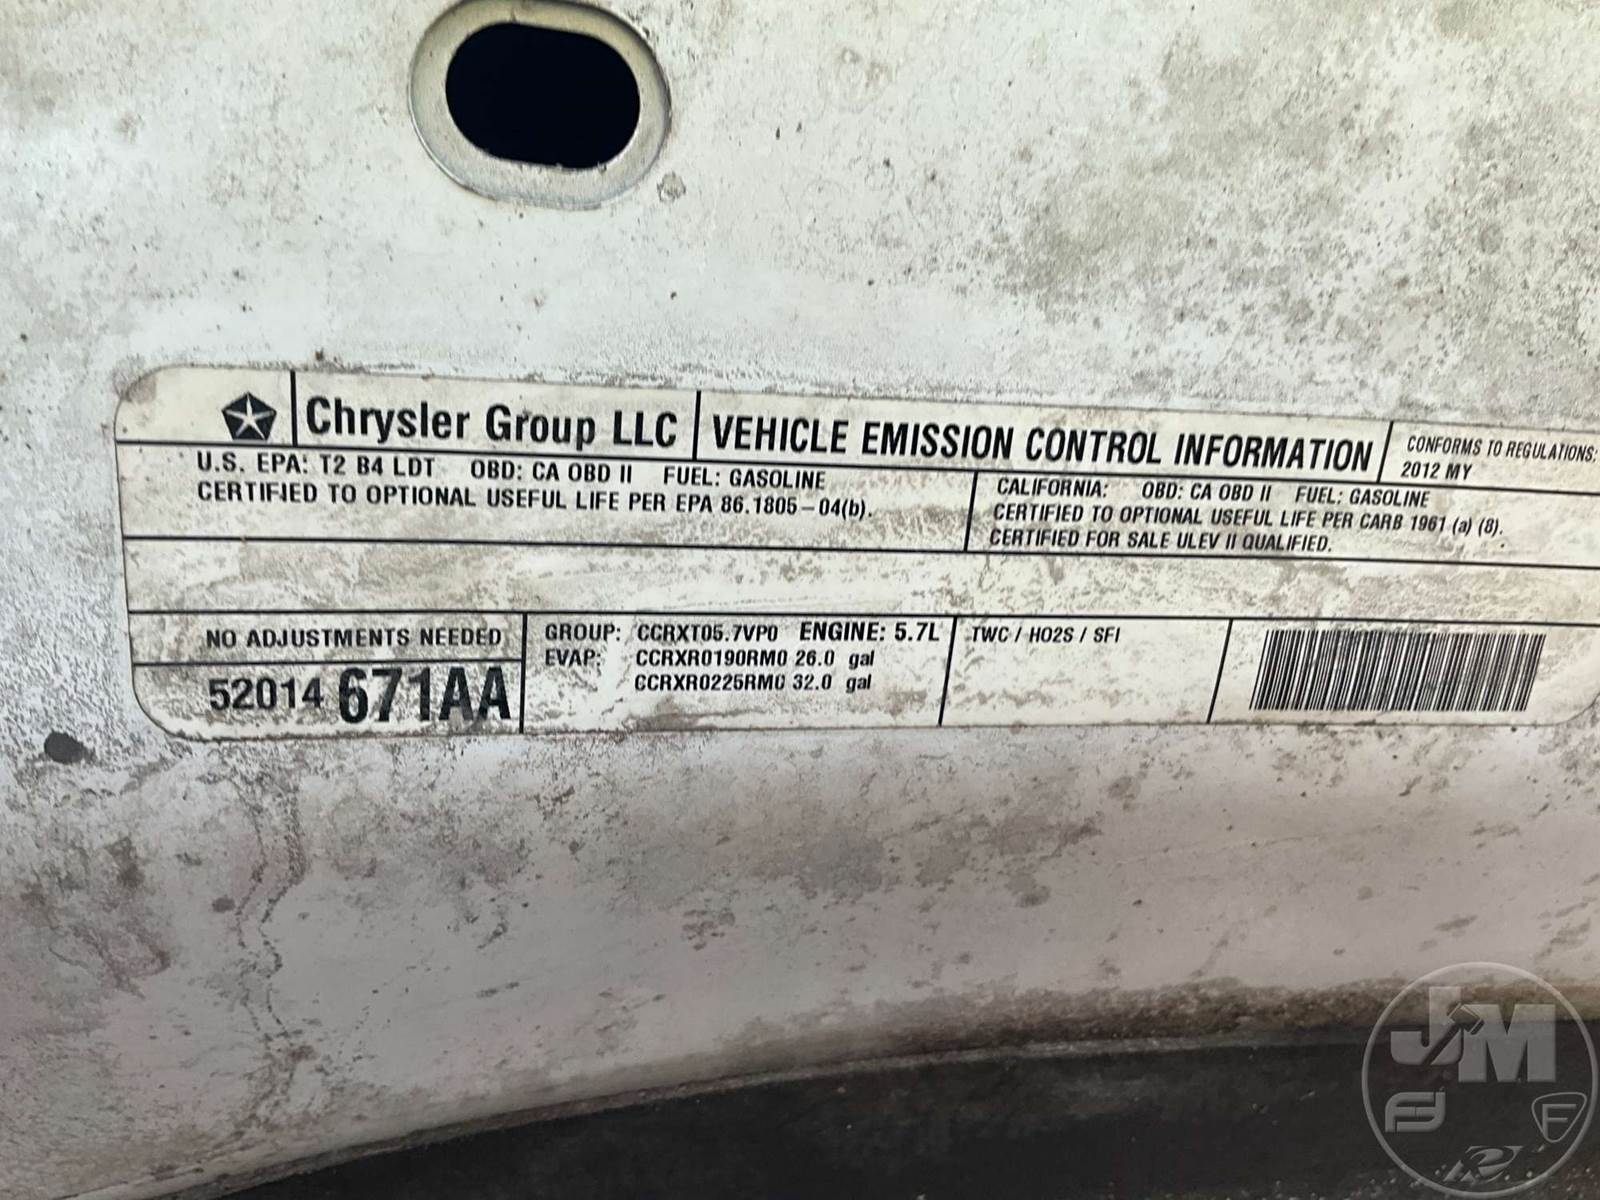 Chrysler Group LLC VEHICLE EMISSION CONTROL INFORMATION
CONFORMS TO REGULATIONS:
2012 MY
U.S. EPA: T2 B4 LDT OBD: CA OBD II FUEL: GASOLINE
CERTIFIED TO OPTIONAL USEFUL LIFE PER EPA 86.1805-04(b).
CALIFORNIA: OBD: CA OBD II FUEL: GASOLINE
CERTIFIED TO OPTIONAL USEFUL LIFE PER CARB 1961 (a) (8).
CERTIFIED FOR SALE ULEV II QUALIFIED.
NO ADJUSTMENTS NEEDED
52014 671AA
GROUP: CCRXT05.7VP0 ENGINE: 5.7L
EVAP: CCRXR0190RM0 26.0 gal
CCRXR0225RM0 32.0 gal
TWC / HO2S / SFI
JM